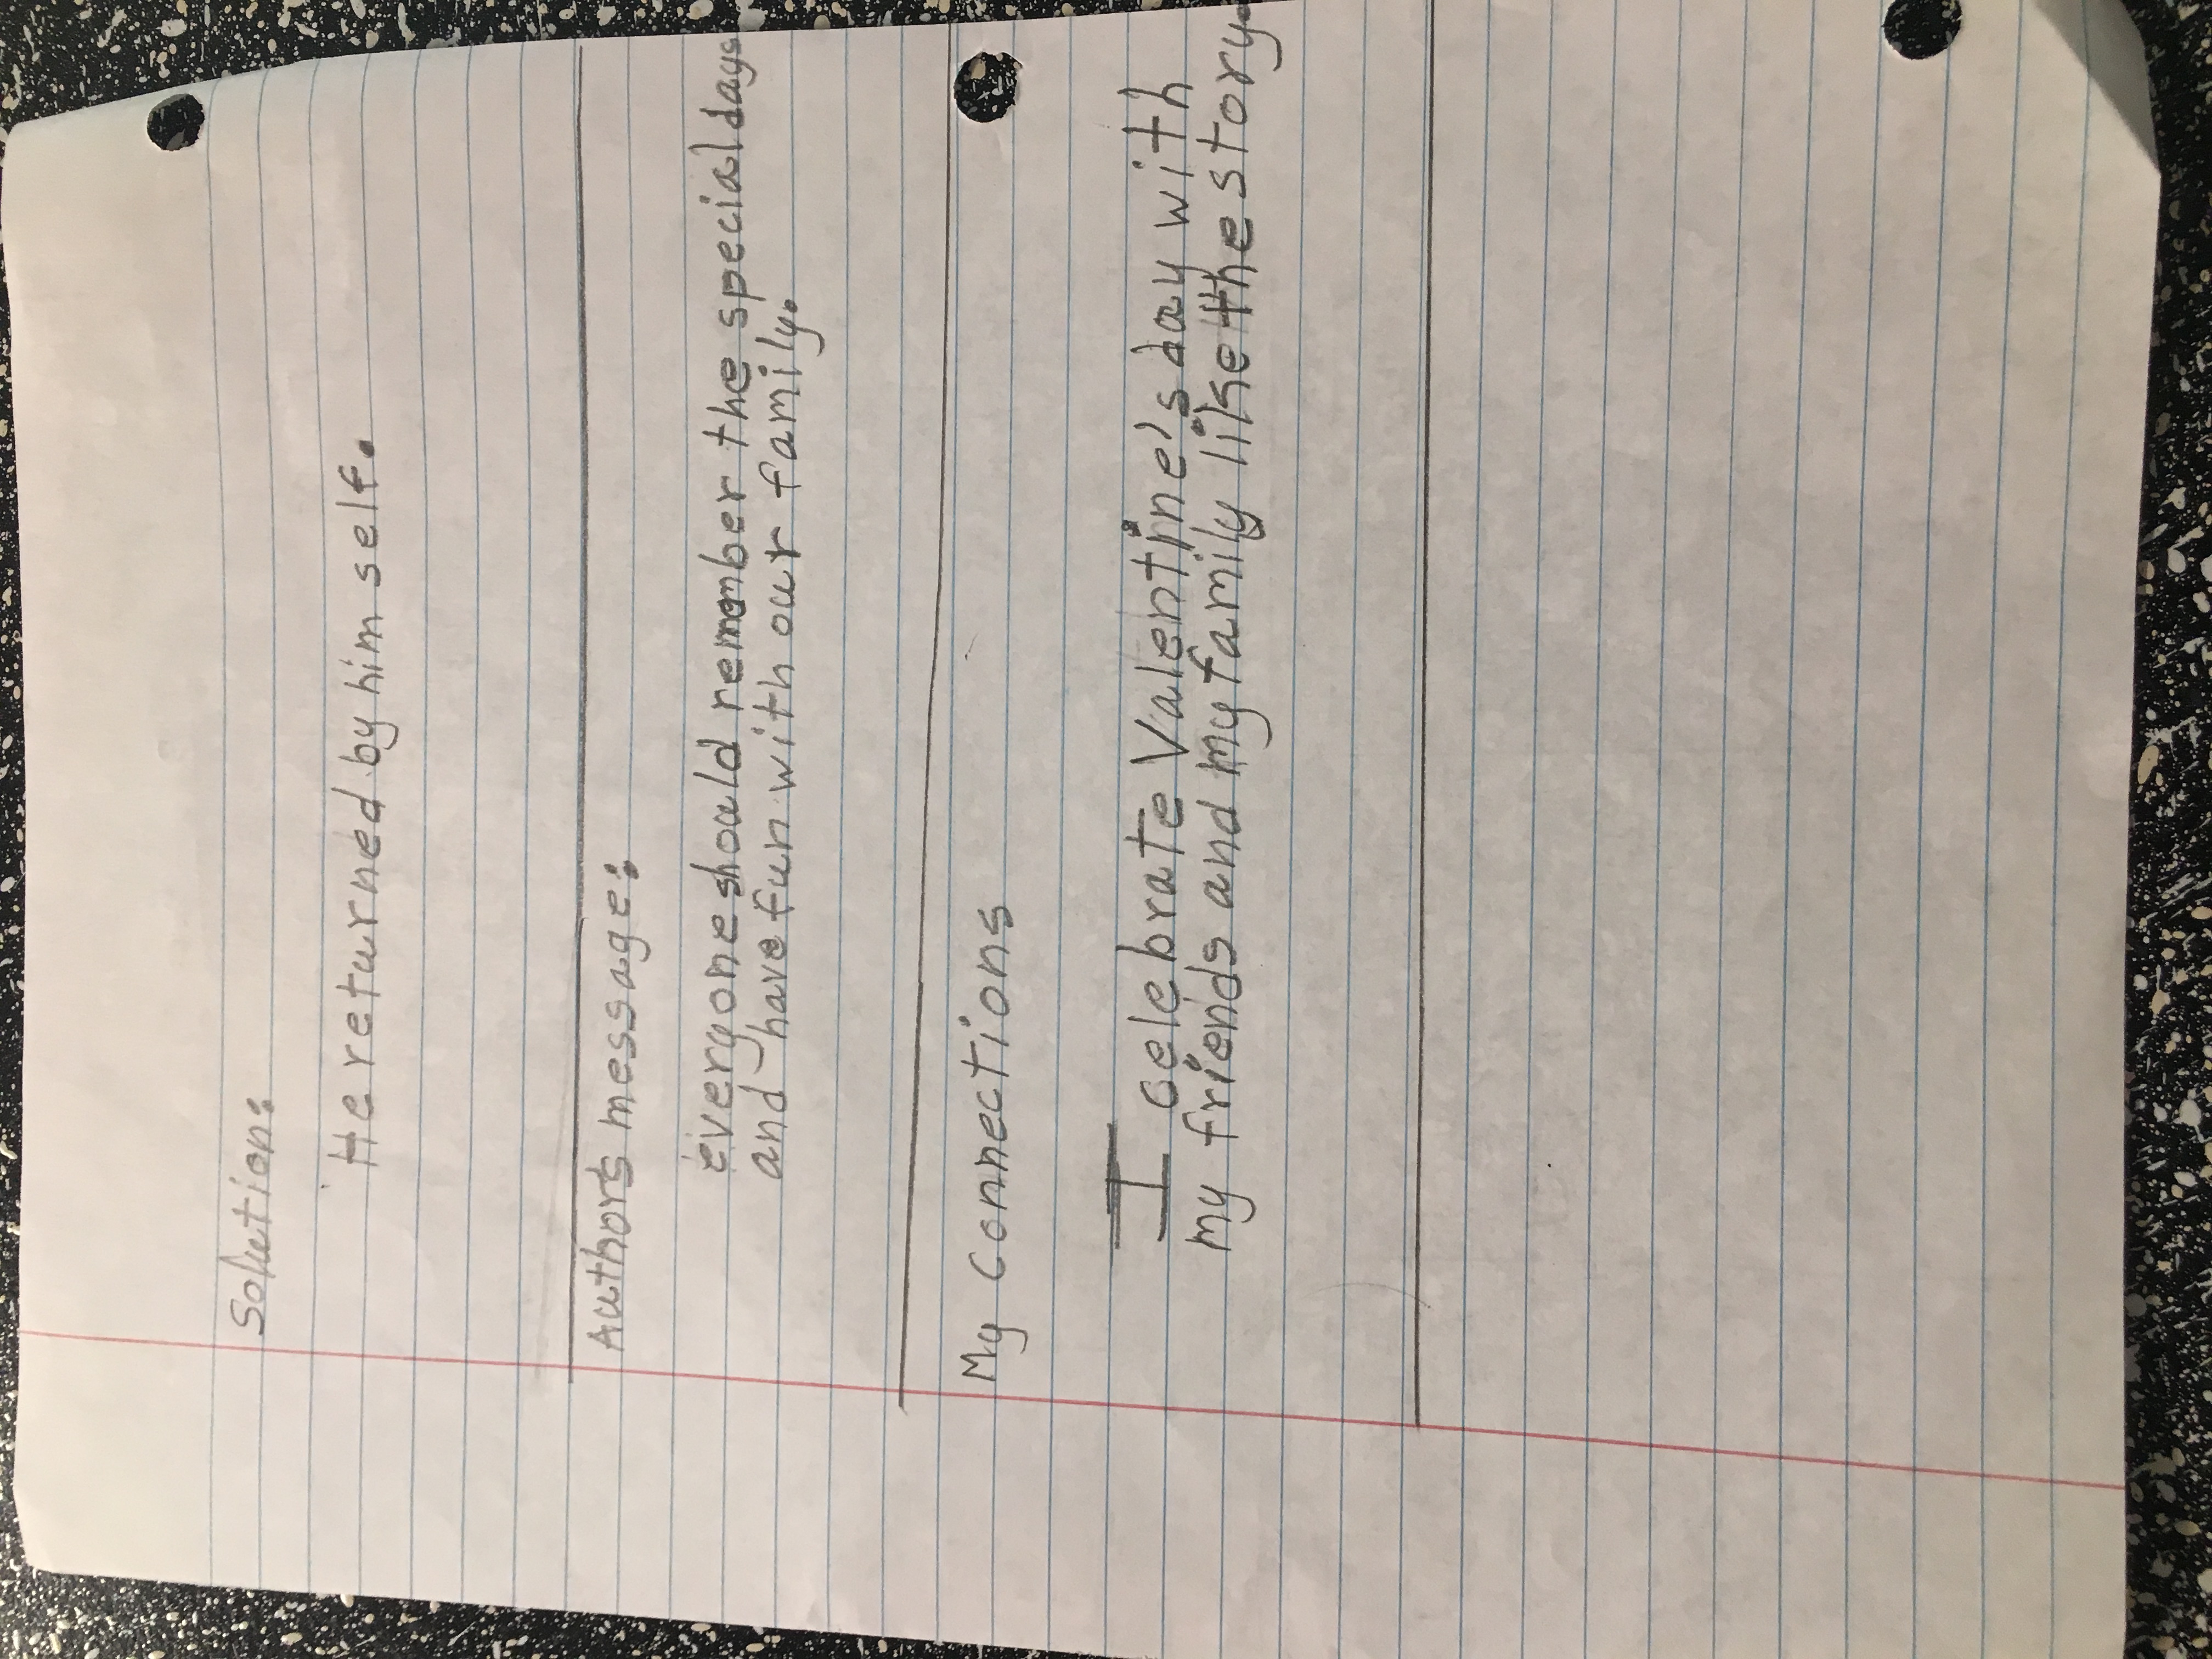 Solution:
He returned by him self.
Author's message:
everyone should remember the special days
and have fun with our family.
My Connections
I celebrate Valentine's day with
my friends and my family like the story.